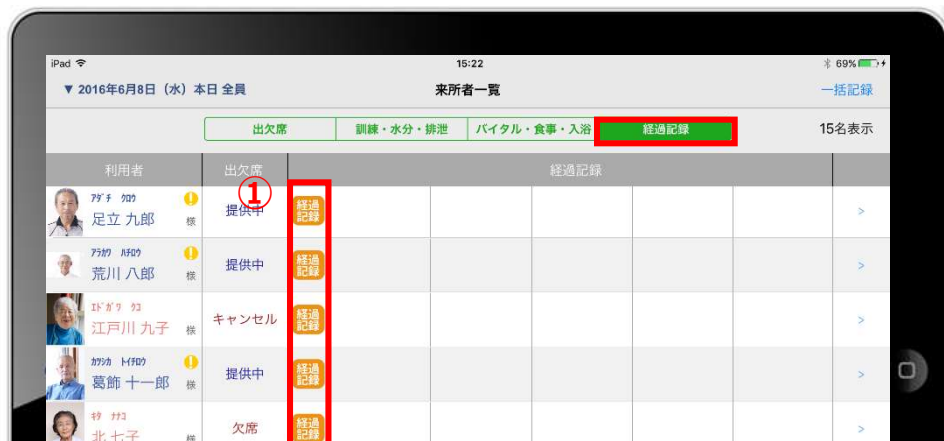 iPad 15:22 69%
▼ 2016年6月8日（水）本日 全員 来所者一覧 一括記録
出欠席 訓練・水分・排泄 バイタル・食事・入浴 経過記録 15名表示
利用者 出欠席 経過記録
①
ｱﾀﾞﾁ ｸﾛｳ
足立 九郎 様 提供中 経過記録 >
ｱﾗｶﾜ ﾊﾁﾛｳ
荒川 八郎 様 提供中 経過記録 >
ｴﾄﾞｶﾞﾜ ｸｺ
江戸川 九子 様 キャンセル 経過記録 >
ｶﾂｼｶ ﾄｲﾁﾛｳ
葛飾 十一郎 様 提供中 経過記録 >
ｷﾀ ﾅﾅｺ
北 七子 様 欠席 経過記録 >